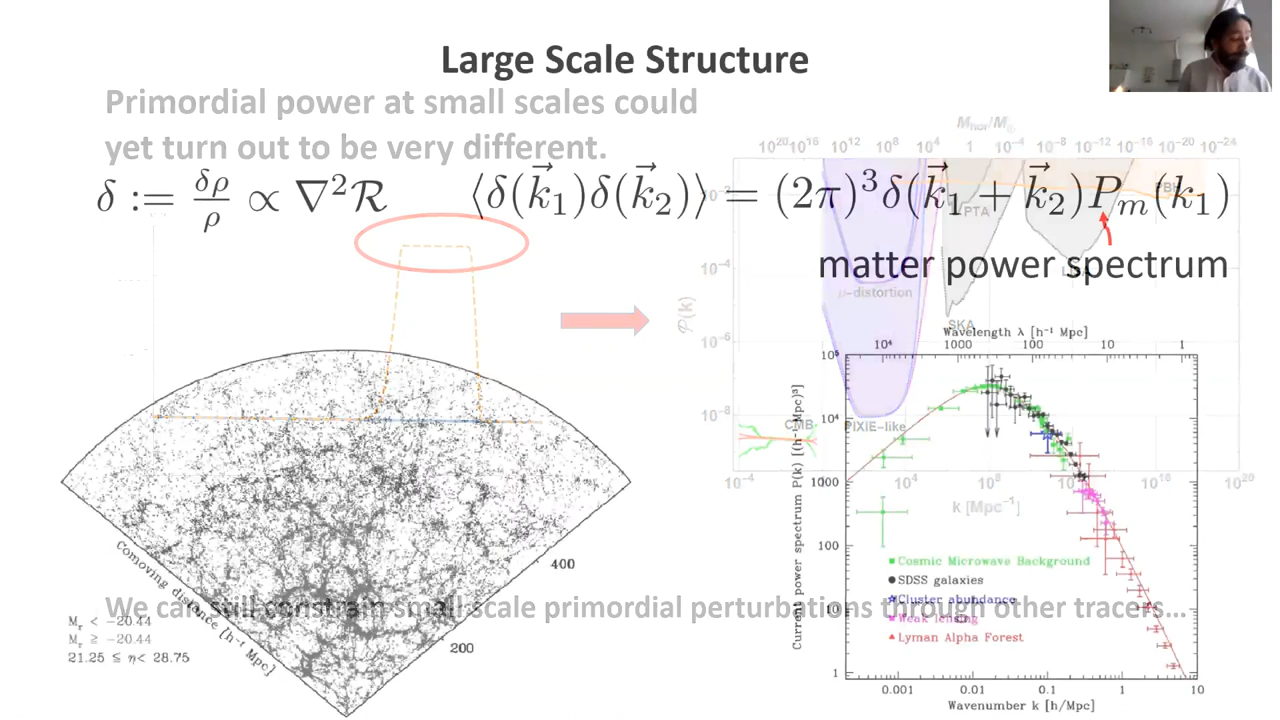 Large Scale Structure
Primordial power at small scales could
yet turn out to be very different.
δ := δρ/ρ ∝ ∇²R
⟨δ(k⃗₁)δ(k⃗₂)⟩ = (2π)³δ(k⃗₁ + k⃗₂)Pₘ(k₁)
matter power spectrum
M_hor/M_⊙
10²⁰ 10¹⁶ 10¹² 10⁸ 10⁴ 1 10⁻⁴ 10⁻⁸ 10⁻¹² 10⁻¹⁶ 10⁻²⁰ 10⁻²⁴
PBH
PTA
μ-distortion
SKA
CMB
PIXIE-like
𝒫(k)
10⁻⁴
10⁻⁶
10⁻⁸
10⁻⁴ 10⁴ 10⁸ 10¹⁶ 10²⁰
k [Mpc⁻¹]
Wavelength λ [h⁻¹ Mpc]
10⁴ 1000 100 10 1
Current power spectrum P(k) [(h⁻¹ Mpc)³]
10⁵
10⁴
1000
100
10
1
Cosmic Microwave Background
SDSS galaxies
Cluster abundance
Weak lensing
Lyman Alpha Forest
0.001 0.01 0.1 1 10
Wavenumber k [h/Mpc]
Comoving distance [h⁻¹ Mpc]
400
200
We can still constrain small scale primordial perturbations through other tracers...
Mᵣ < −20.44
Mᵣ ≥ −20.44
21.25 ≤ η< 28.75